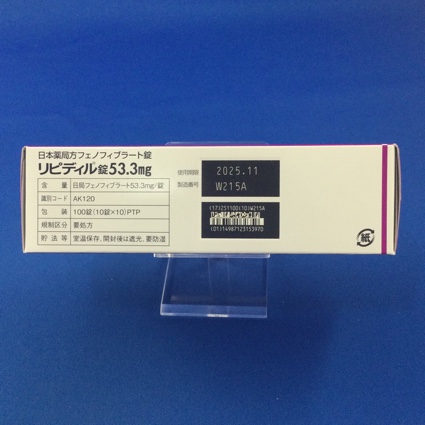 日本薬局方フェノフィブラート錠
リピディル錠53.3mg
含 量 日局フェノフィブラート53.3mg/錠
識別コード AK120
包 装 100錠(10錠×10)PTP
規制区分 要処方
貯 法 等 室温保存、開封後は遮光、要防湿
使用期限 2025.11
製造番号 W215A
(17)251100(10)W215A
(01)14987123153970
紙